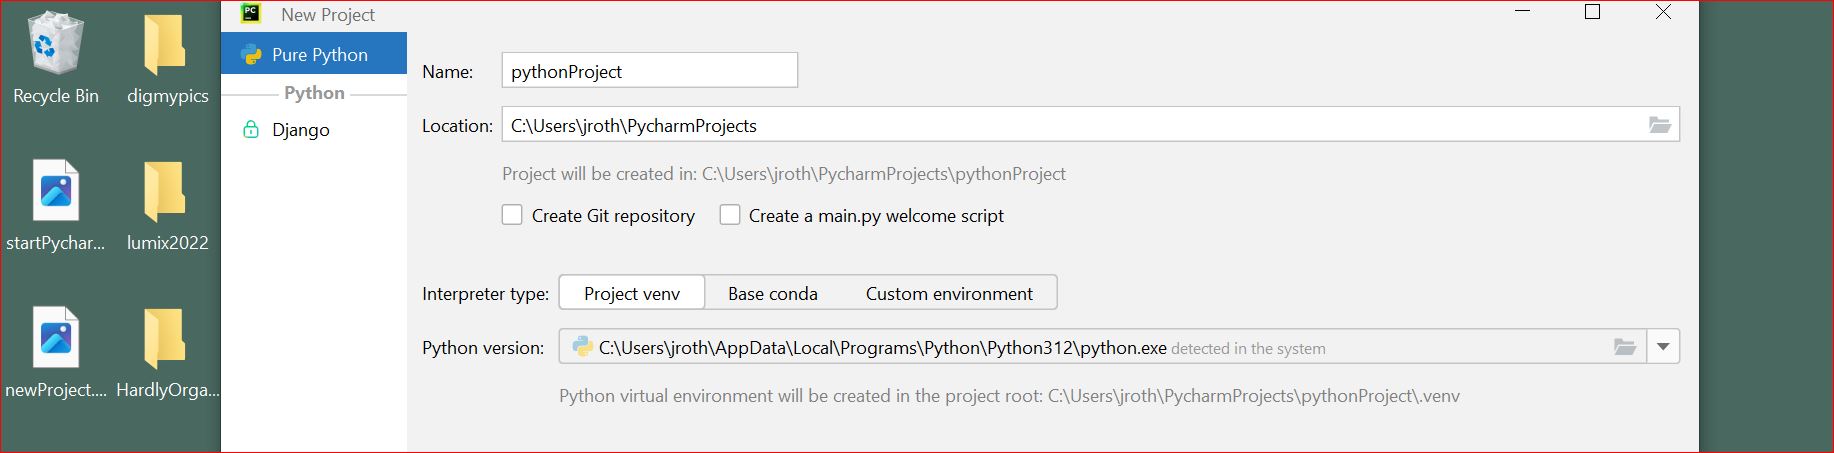 PC
New Project
Recycle Bin
digmypics
startPychar...
lumix2022
newProject....
HardlyOrga...
Pure Python
Python
Django
Name: pythonProject
Location: C:\Users\jroth\PycharmProjects
Project will be created in: C:\Users\jroth\PycharmProjects\pythonProject
Create Git repository Create a main.py welcome script
Interpreter type: Project venv Base conda Custom environment
Python version: C:\Users\jroth\AppData\Local\Programs\Python\Python312\python.exe detected in the system
Python virtual environment will be created in the project root: C:\Users\jroth\PycharmProjects\pythonProject\.venv